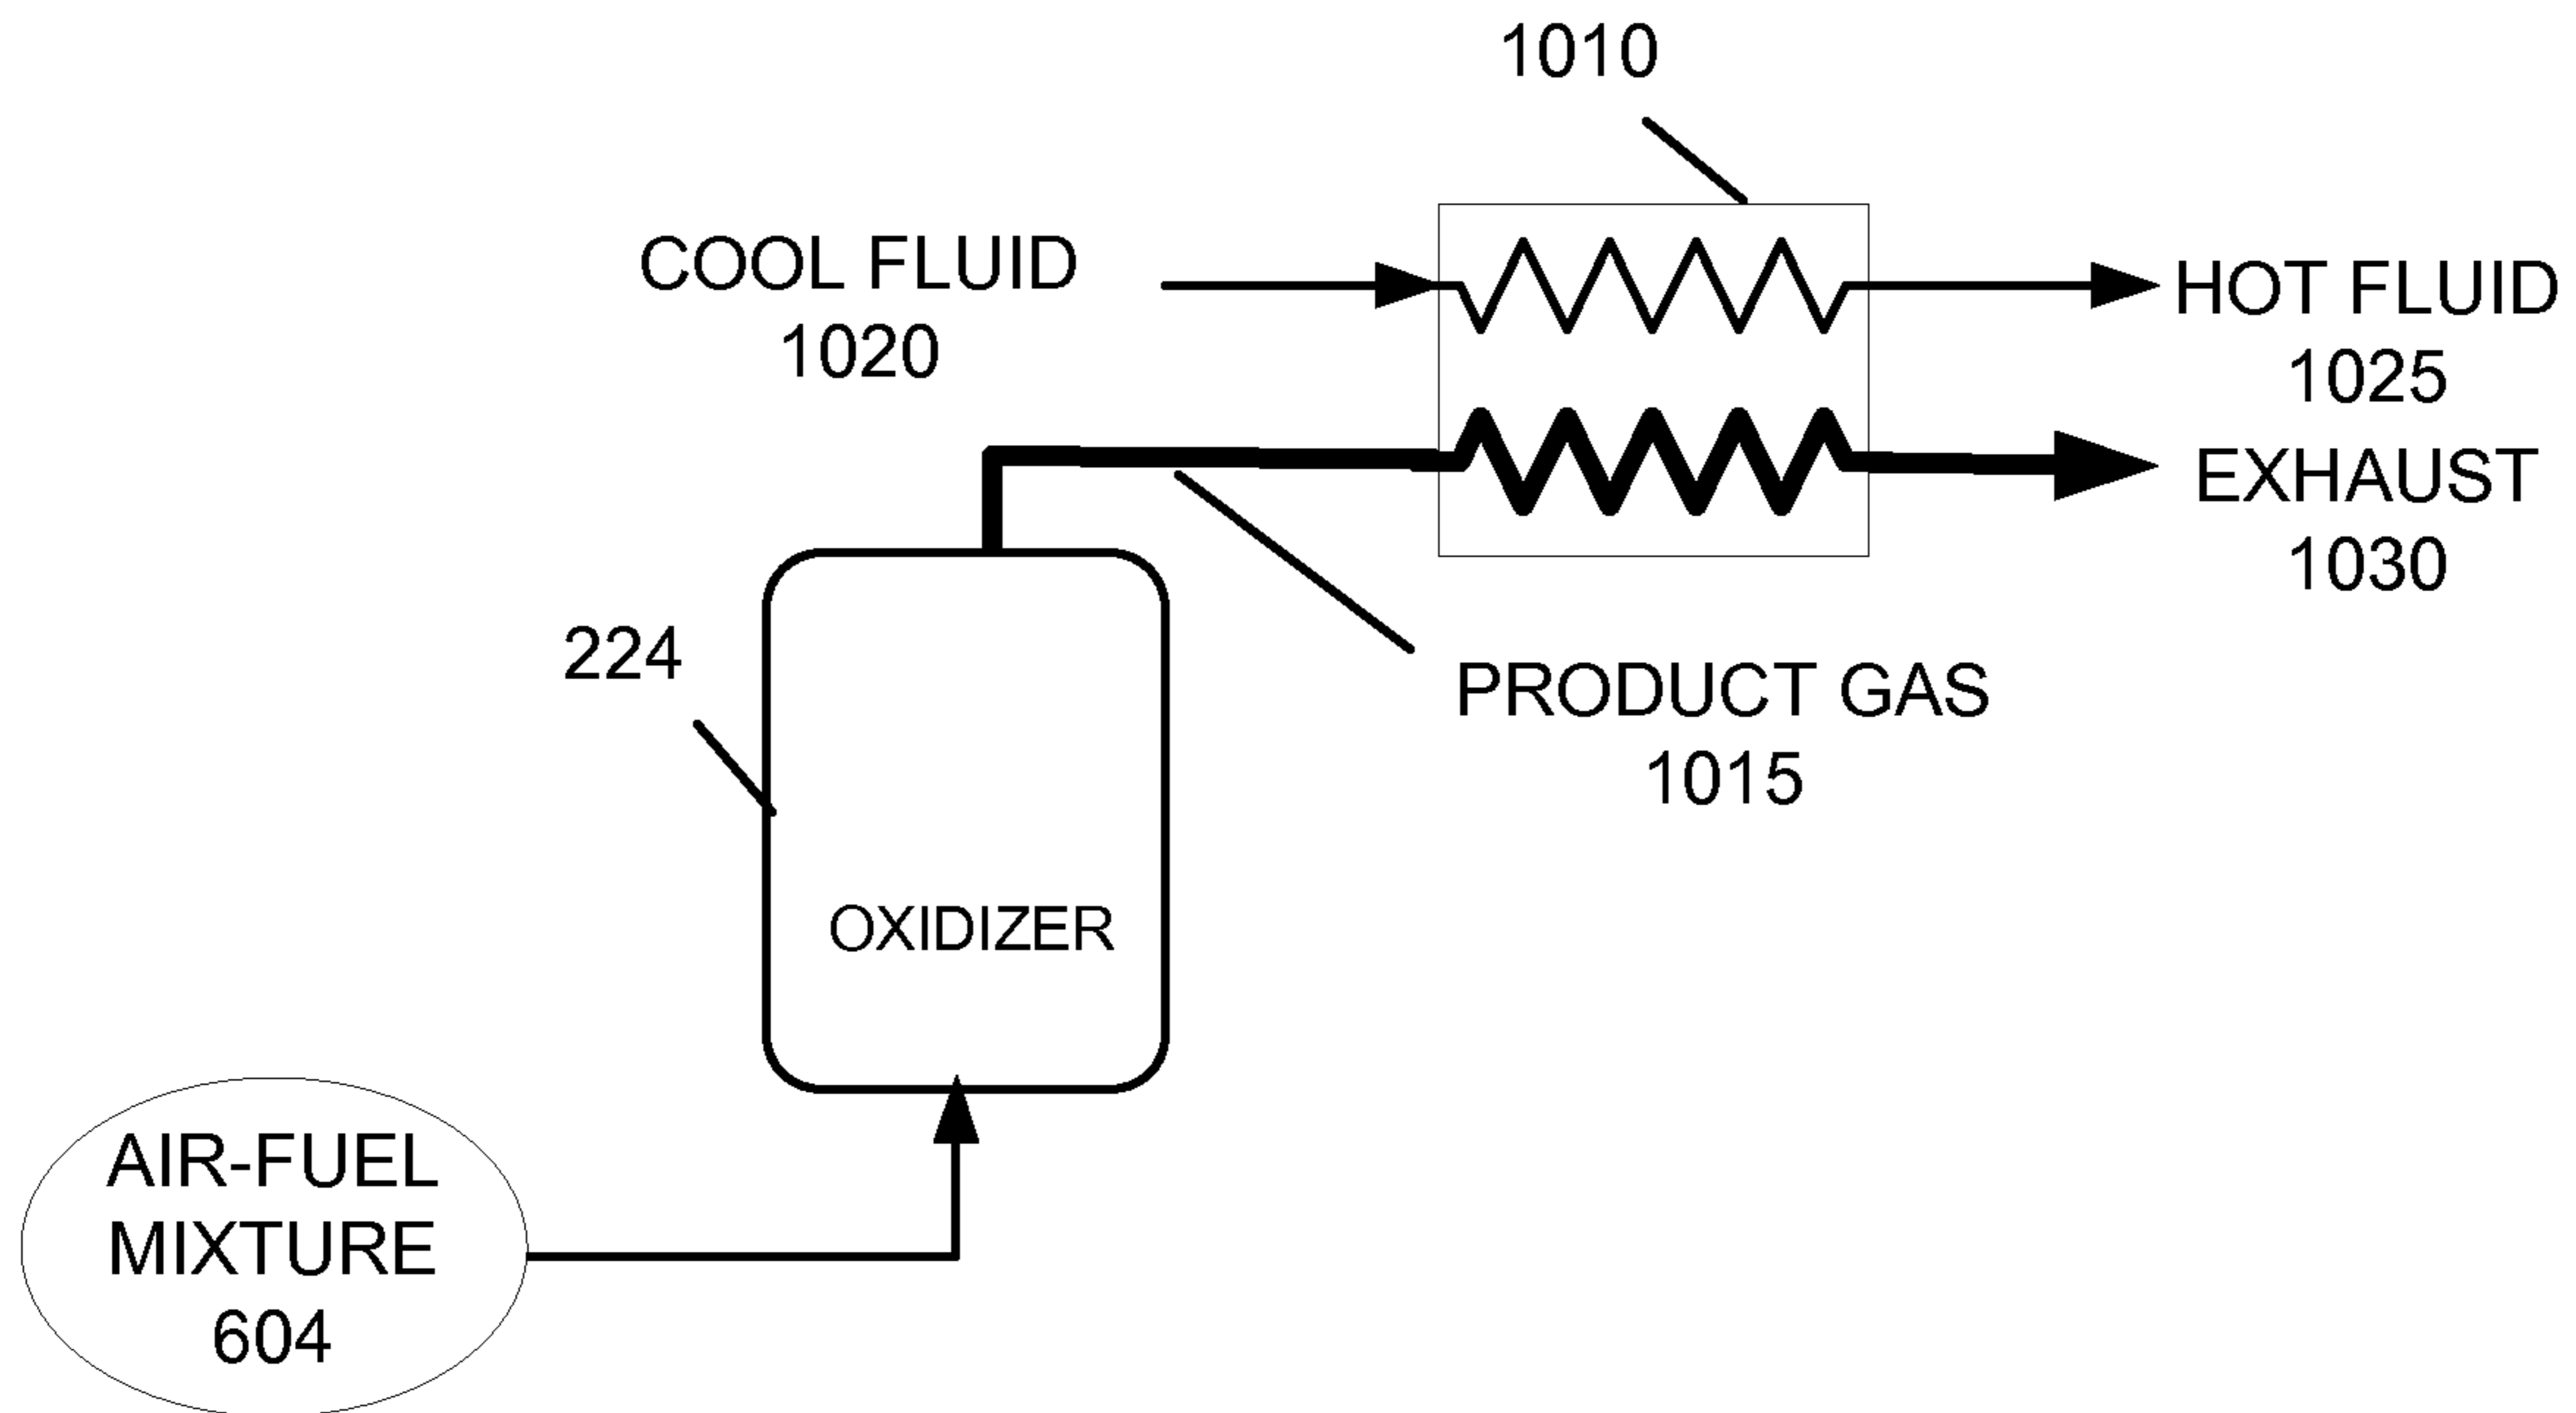 1010
COOL FLUID
1020
HOT FLUID
1025
EXHAUST
1030
224
PRODUCT GAS
1015
OXIDIZER
AIR-FUEL
MIXTURE
604